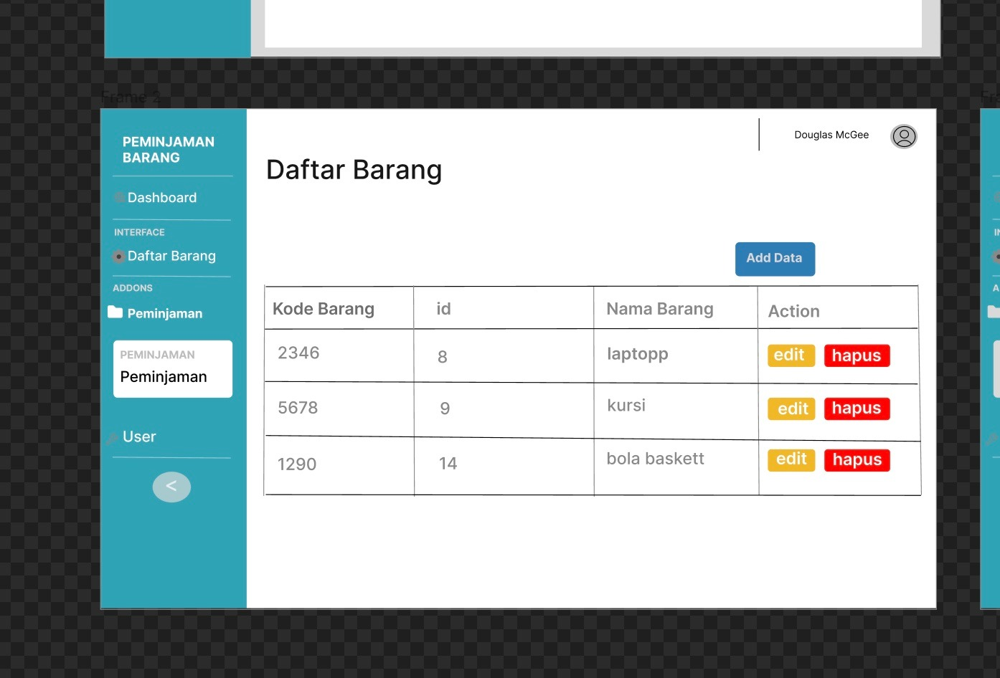 Frame 2
PEMINJAMAN
BARANG
Dashboard
INTERFACE
Daftar Barang
ADDONS
Peminjaman
PEMINJAMAN
Peminjaman
User
<
Douglas McGee
Daftar Barang
Add Data
Kode Barang id Nama Barang Action
2346 8 laptopp edit hapus
5678 9 kursi edit hapus
1290 14 bola baskett edit hapus